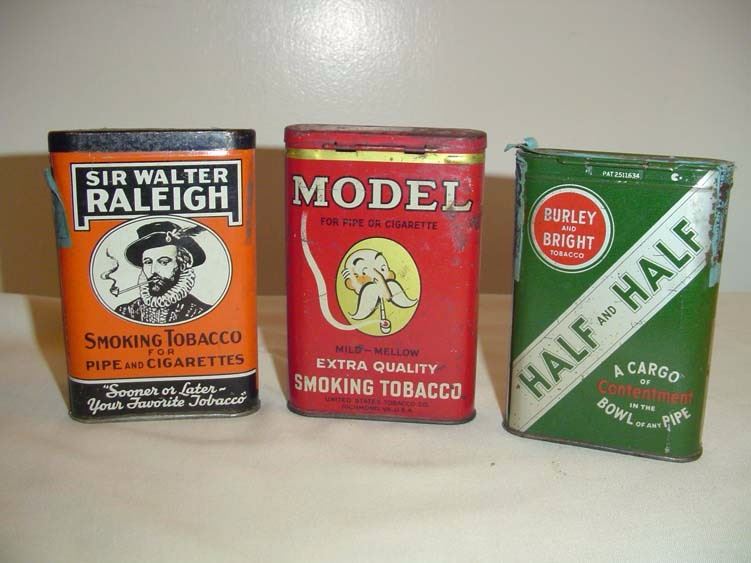 SIR WALTER
RALEIGH
SMOKING TOBACCO
FOR
PIPE AND CIGARETTES
"Sooner or Later-
Your Favorite Tobacco"
MODEL
FOR PIPE OR CIGARETTE
MILD-MELLOW
EXTRA QUALITY
SMOKING TOBACCO
UNITED STATES TOBACCO CO.
RICHMOND, VA. U.S.A.
PAT 2511634
BURLEY
AND
BRIGHT
TOBACCO
HALF AND HALF
A CARGO
OF
Contentment
IN THE
BOWL OF ANY PIPE